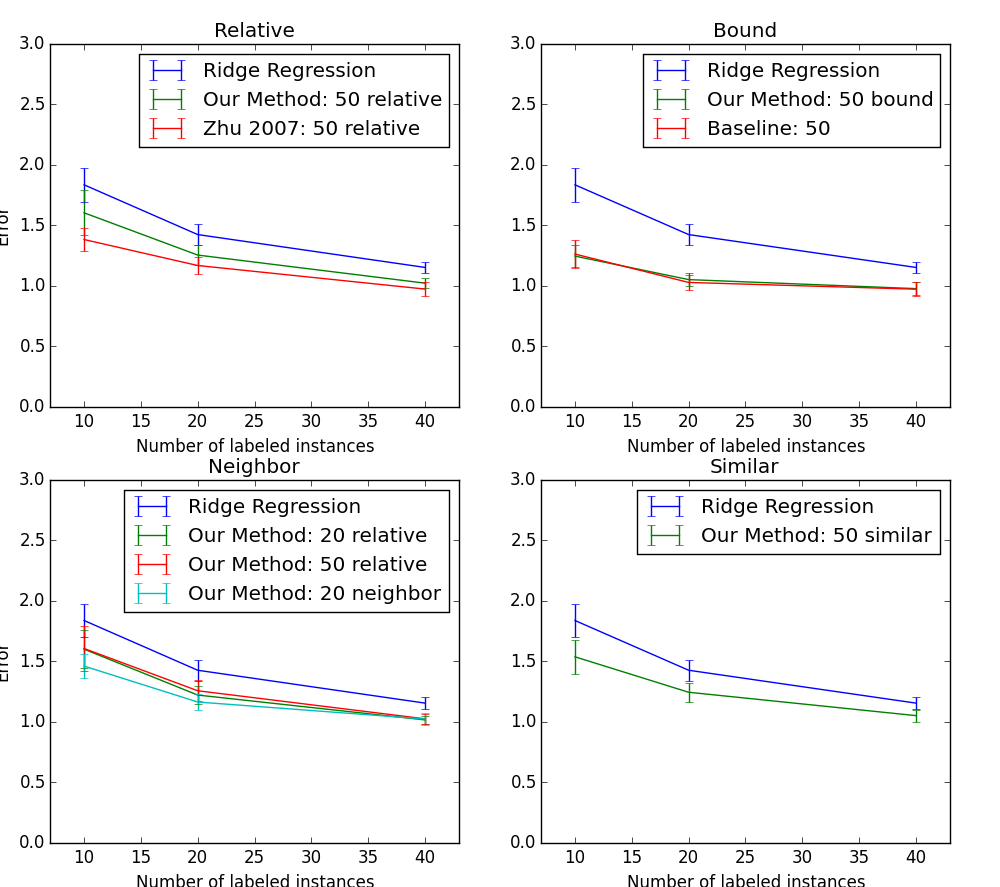 Relative
3.0
2.5
2.0
1.5
1.0
0.5
0.0
Error
Ridge Regression
Our Method: 50 relative
Zhu 2007: 50 relative
10 15 20 25 30 35 40
Number of labeled instances
Bound
3.0
2.5
2.0
1.5
1.0
0.5
0.0
Ridge Regression
Our Method: 50 bound
Baseline: 50
10 15 20 25 30 35 40
Number of labeled instances
Neighbor
3.0
2.5
2.0
1.5
1.0
0.5
0.0
Error
Ridge Regression
Our Method: 20 relative
Our Method: 50 relative
Our Method: 20 neighbor
10 15 20 25 30 35 40
Number of labeled instances
Similar
3.0
2.5
2.0
1.5
1.0
0.5
0.0
Ridge Regression
Our Method: 50 similar
10 15 20 25 30 35 40
Number of labeled instances